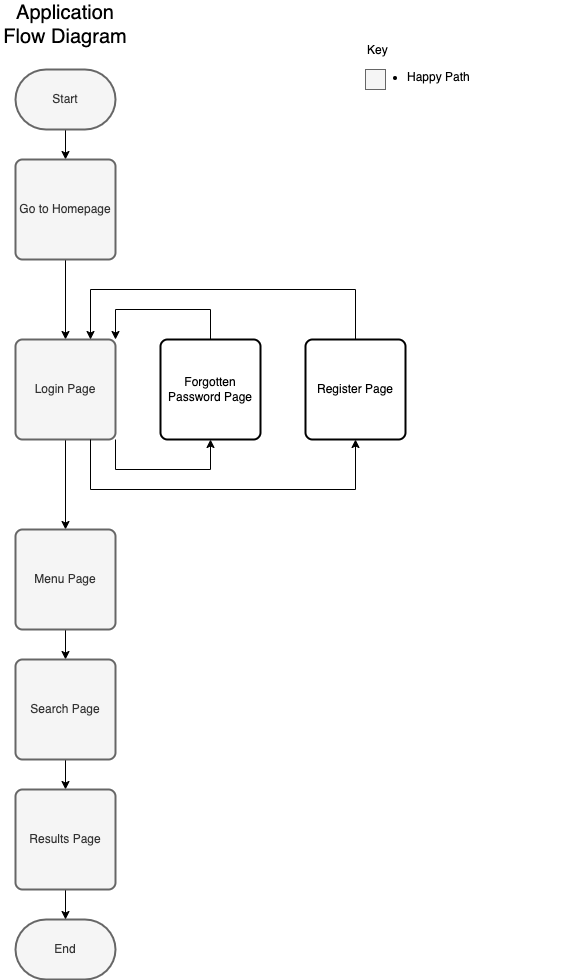 Application
Flow Diagram
Key
• Happy Path
Start
Go to Homepage
Login Page
Forgotten
Password Page
Register Page
Menu Page
Search Page
Results Page
End